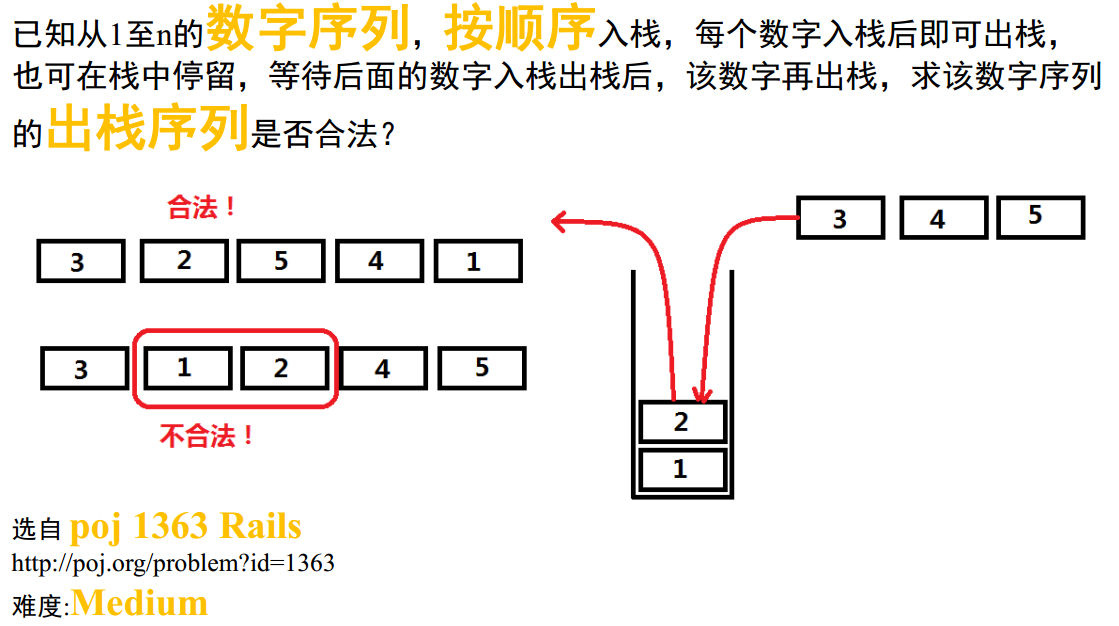 已知从1至n的数字序列，按顺序入栈，每个数字入栈后即可出栈，
也可在栈中停留，等待后面的数字入栈出栈后，该数字再出栈，求该数字序列
的出栈序列是否合法？
合法！
3 2 5 4 1
3 1 2 4 5
不合法！
3 4 5
2
1
选自 poj 1363 Rails
http://poj.org/problem?id=1363
难度:Medium